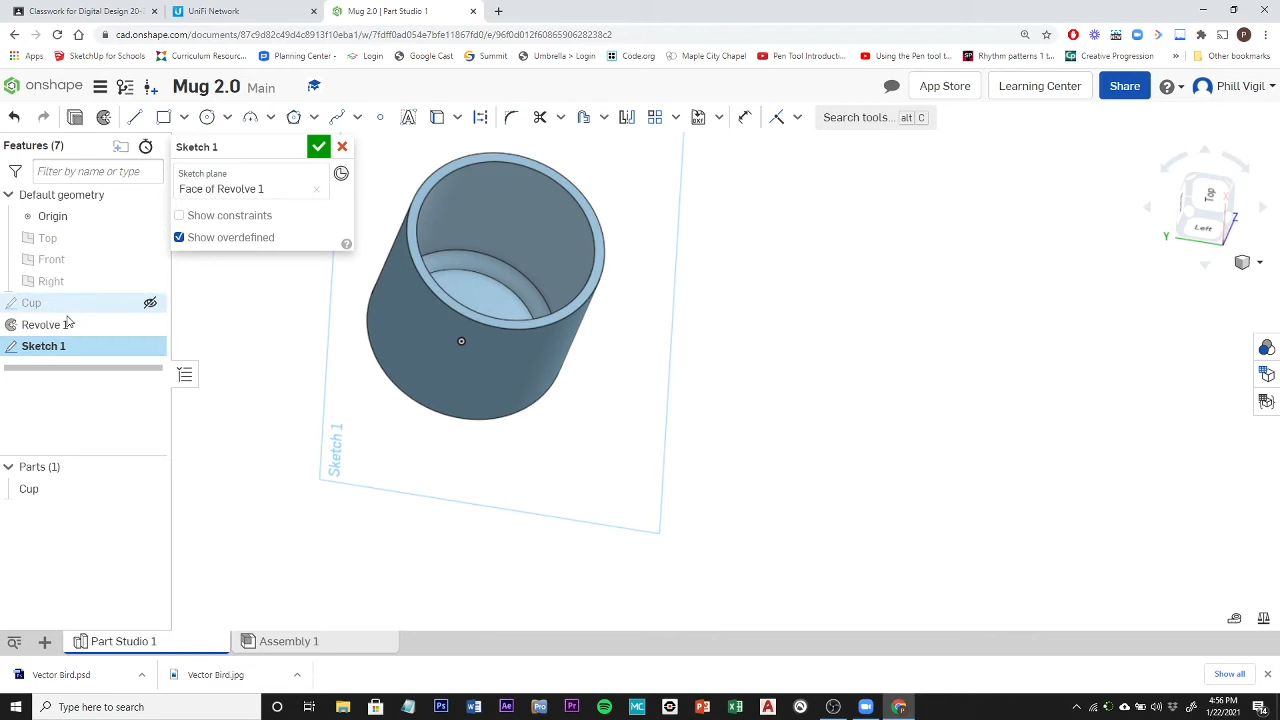 Classwork for Digital Design 20-
UniFi Network
Mug 2.0 | Part Studio 1
cad.onshape.com/documents/87c9d82c49d4c8913f10eba1/w/7fdff0ad054e7bfe11867f60/e/96f0d012f6086590628238c2
Apps
SketchUp for Schools
Curriculum Resourc...
Planning Center
Google Cast
Summit
Umbrella > Login
Code.org
Maple City Chapel
Pen Tool Introducti...
Using the Pen tool t...
Rhythm patterns 1 t...
Creative Progression
Other bookmarks
onshape
Mug 2.0 Main
App Store
Learning Center
Share
Phill Vigil
Search tools... alt C
Features (7)
Filter by name or type
Default geometry
Origin
Top
Front
Right
Cup
Revolve 1
Sketch 1
Parts (1)
Cup
Sketch 1
Sketch plane
Face of Revolve 1
Show constraints
Show overdefined
Sketch 1
Top
Left
X
Y
Z
Part Studio 1
Assembly 1
Vector Bird.psd
Vector Bird.jpg
Show all
Type here to search
4:56 PM
1/22/2021